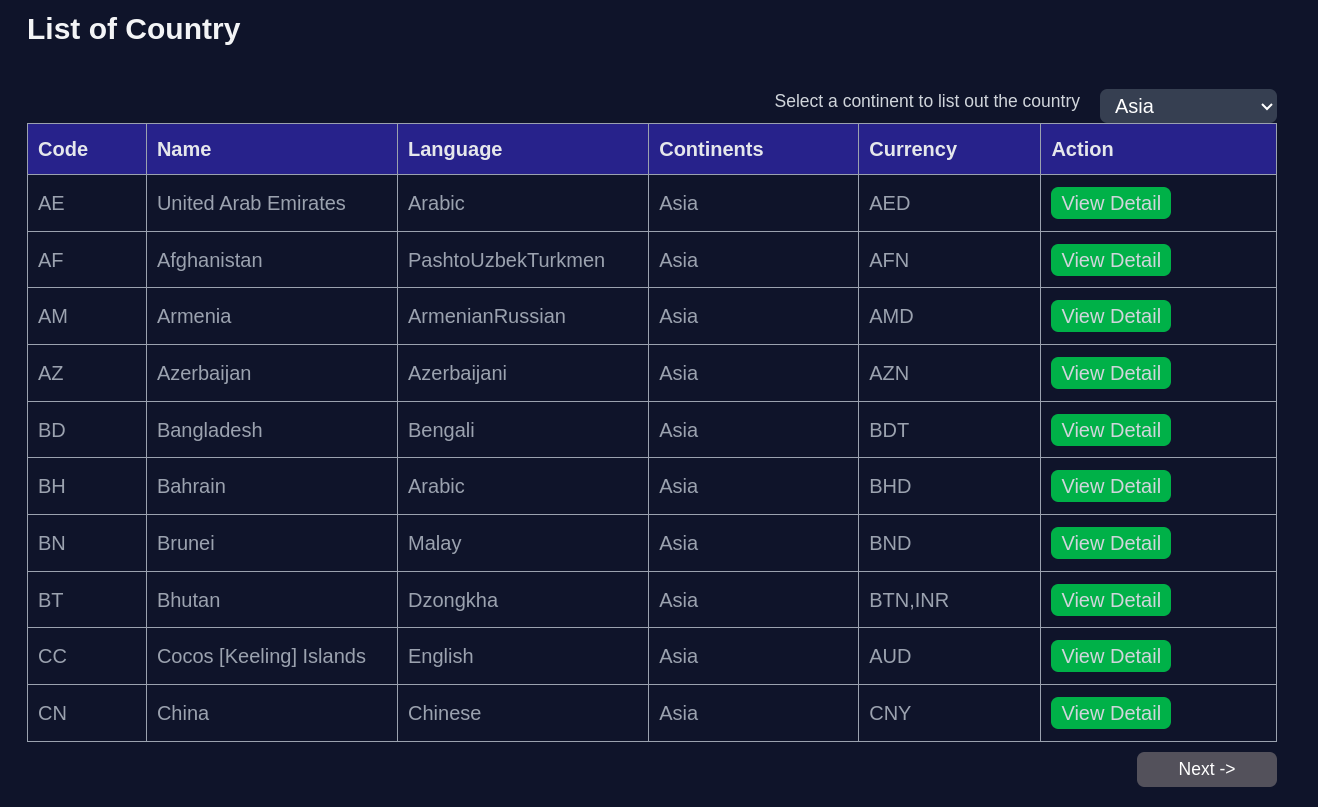 List of Country
Select a continent to list out the country Asia
Code Name Language Continents Currency Action
AE United Arab Emirates Arabic Asia AED View Detail
AF Afghanistan PashtoUzbekTurkmen Asia AFN View Detail
AM Armenia ArmenianRussian Asia AMD View Detail
AZ Azerbaijan Azerbaijani Asia AZN View Detail
BD Bangladesh Bengali Asia BDT View Detail
BH Bahrain Arabic Asia BHD View Detail
BN Brunei Malay Asia BND View Detail
BT Bhutan Dzongkha Asia BTN,INR View Detail
CC Cocos [Keeling] Islands English Asia AUD View Detail
CN China Chinese Asia CNY View Detail
Next ->